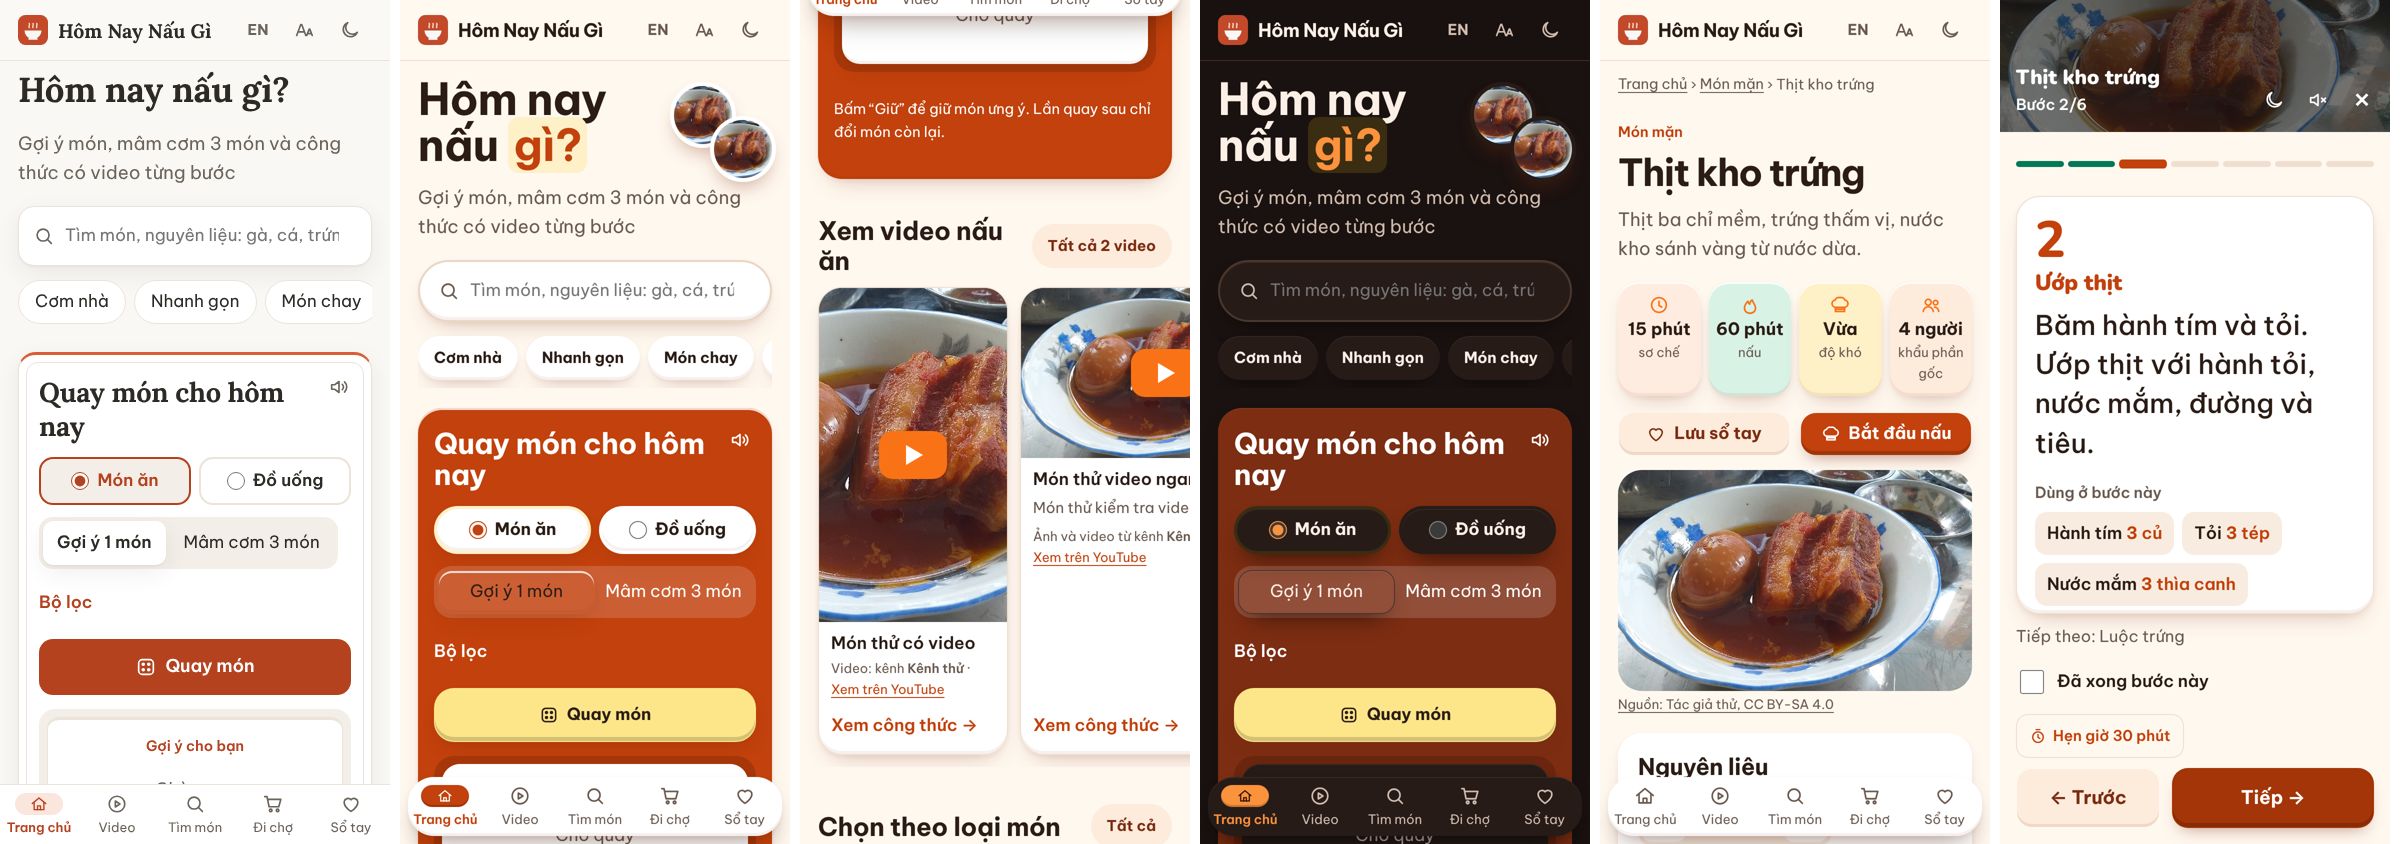 Hôm Nay Nấu Gì
EN
Hôm nay nấu gì?
Gợi ý món, mâm cơm 3 món và công
thức có video từng bước
Tìm món, nguyên liệu: gà, cá, trứn
Cơm nhà
Nhanh gọn
Món chay
Quay món cho hôm
nay
Món ăn
Đồ uống
Gợi ý 1 món
Mâm cơm 3 món
Bộ lọc
Quay món
Gợi ý cho bạn
Trang chủ
Video
Tìm món
Đi chợ
Sổ tay
Hôm Nay Nấu Gì
EN
Hôm nay
nấu gì?
Gợi ý món, mâm cơm 3 món và công
thức có video từng bước
Tìm món, nguyên liệu: gà, cá, trứ
Cơm nhà
Nhanh gọn
Món chay
Quay món cho hôm
nay
Món ăn
Đồ uống
Gợi ý 1 món
Mâm cơm 3 món
Bộ lọc
Quay món
Trang chủ
Video
Tìm món
Đi chợ
Sổ tay
Bấm “Giữ” để giữ món ưng ý. Lần quay sau chỉ
đổi món còn lại.
Xem video nấu
ăn
Tất cả 2 video
Món thử có video
Video: kênh Kênh thử ·
Xem trên YouTube
Xem công thức →
Món thử video ngan
Món thử kiểm tra vide
Ảnh và video từ kênh Kên
Xem trên YouTube
Xem công thức →
Chọn theo loại món
Tất cả
Hôm Nay Nấu Gì
EN
Hôm nay
nấu gì?
Gợi ý món, mâm cơm 3 món và công
thức có video từng bước
Tìm món, nguyên liệu: gà, cá, trứ
Cơm nhà
Nhanh gọn
Món chay
Quay món cho hôm
nay
Món ăn
Đồ uống
Gợi ý 1 món
Mâm cơm 3 món
Bộ lọc
Quay món
Trang chủ
Video
Tìm món
Đi chợ
Sổ tay
Hôm Nay Nấu Gì
EN
Trang chủ › Món mặn › Thịt kho trứng
Món mặn
Thịt kho trứng
Thịt ba chỉ mềm, trứng thấm vị, nước
kho sánh vàng từ nước dừa.
15 phút
sơ chế
60 phút
nấu
Vừa
độ khó
4 người
khẩu phần
gốc
Lưu sổ tay
Bắt đầu nấu
Nguồn: Tác giả thử, CC BY-SA 4.0
Nguyên liệu
Trang chủ
Video
Tìm món
Đi chợ
Sổ tay
Thịt kho trứng
Bước 2/6
2
Ướp thịt
Băm hành tím và tỏi.
Ướp thịt với hành tỏi,
nước mắm, đường và
tiêu.
Dùng ở bước này
Hành tím 3 củ
Tỏi 3 tép
Nước mắm 3 thìa canh
Tiếp theo: Luộc trứng
Đã xong bước này
Hẹn giờ 30 phút
← Trước
Tiếp →